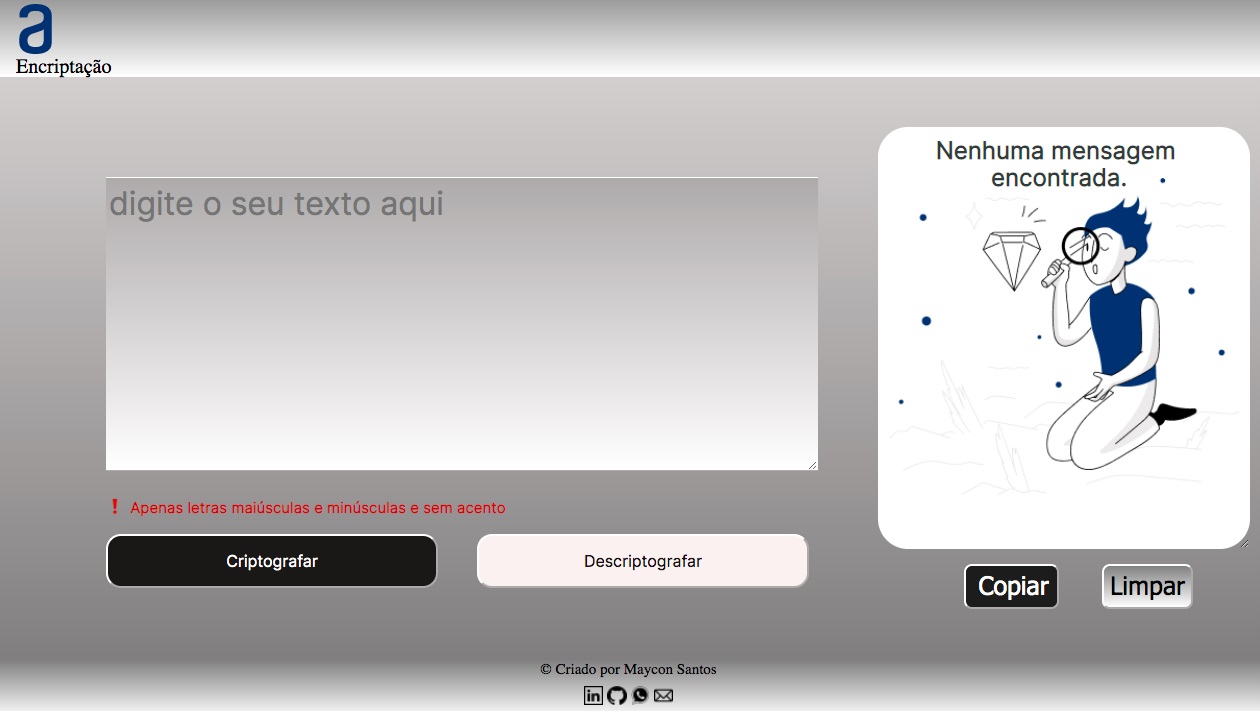 a
Encriptação
digite o seu texto aqui
Nenhuma mensagem
encontrada.
! Apenas letras maiúsculas e minúsculas e sem acento
Criptografar
Descriptografar
Copiar
Limpar
© Criado por Maycon Santos
in